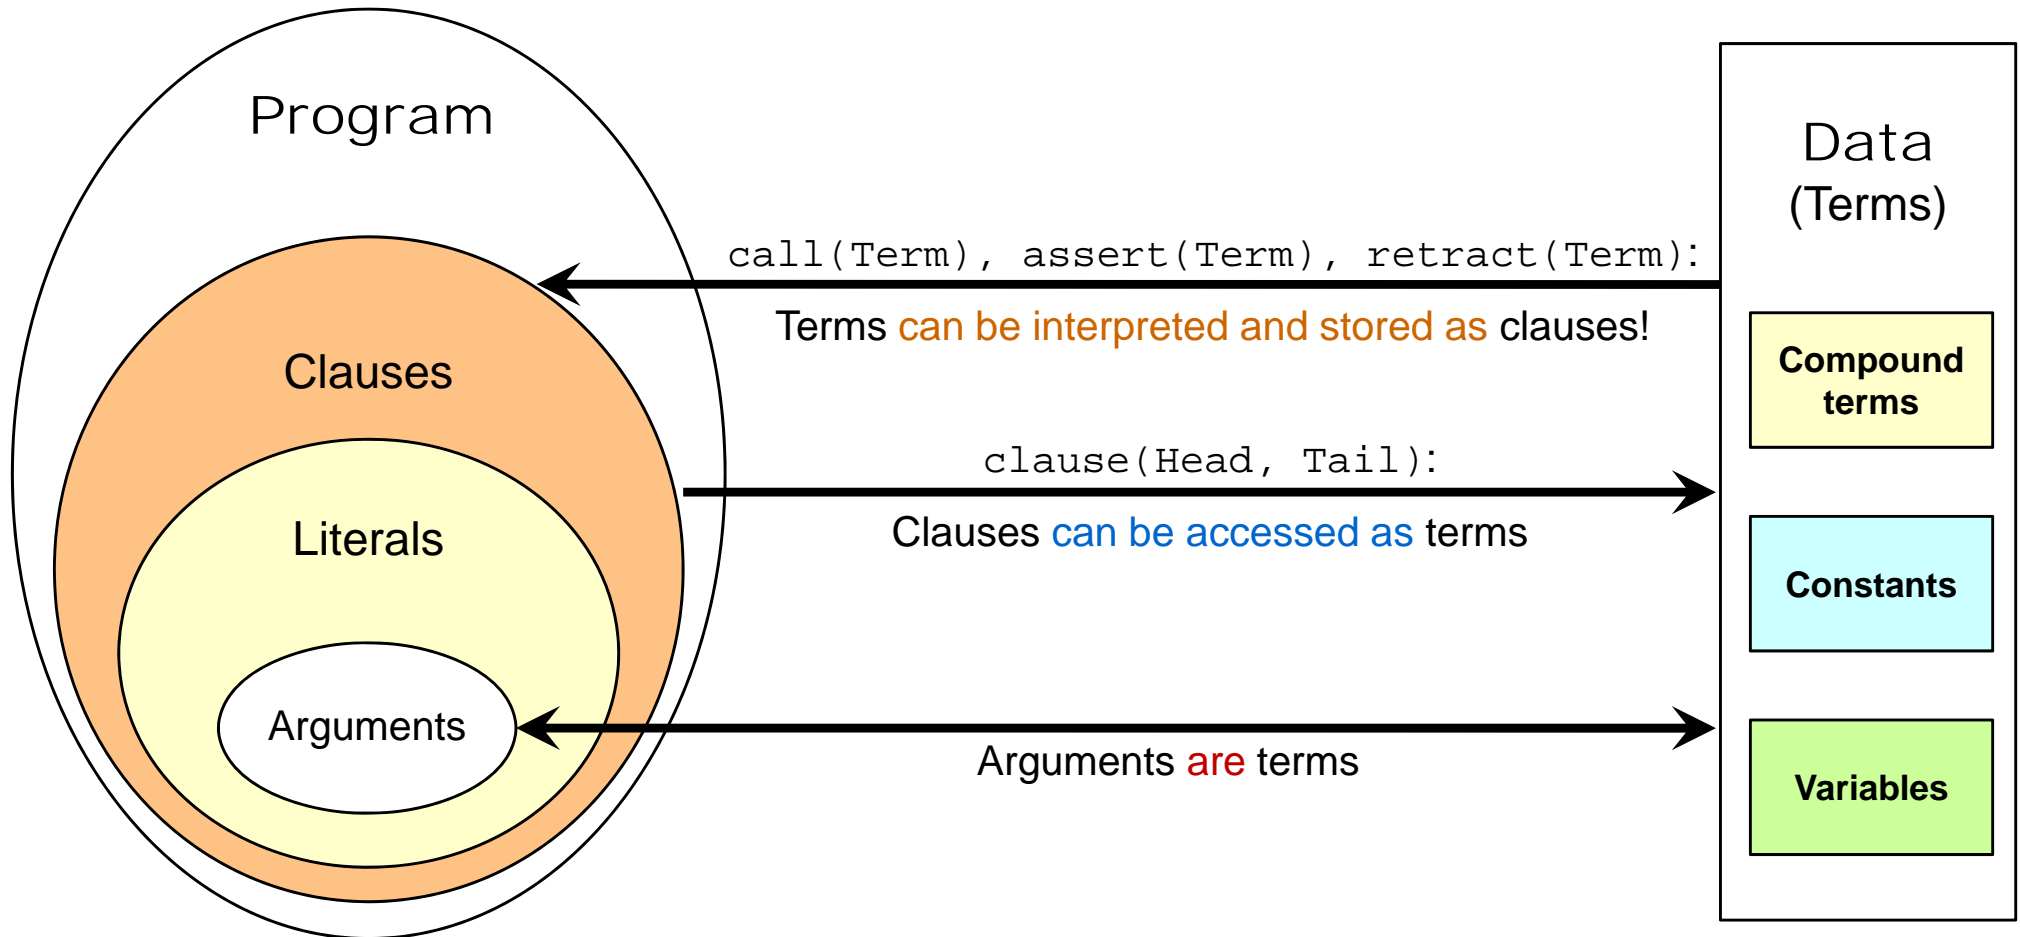 Program
Clauses
Literals
Arguments
call(Term), assert(Term), retract(Term):
Terms can be interpreted and stored as clauses!
clause(Head, Tail):
Clauses can be accessed as terms
Arguments are terms
Data
(Terms)
Compound
terms
Constants
Variables